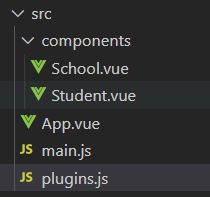 src
components
School.vue
Student.vue
App.vue
JS main.js
JS plugins.js